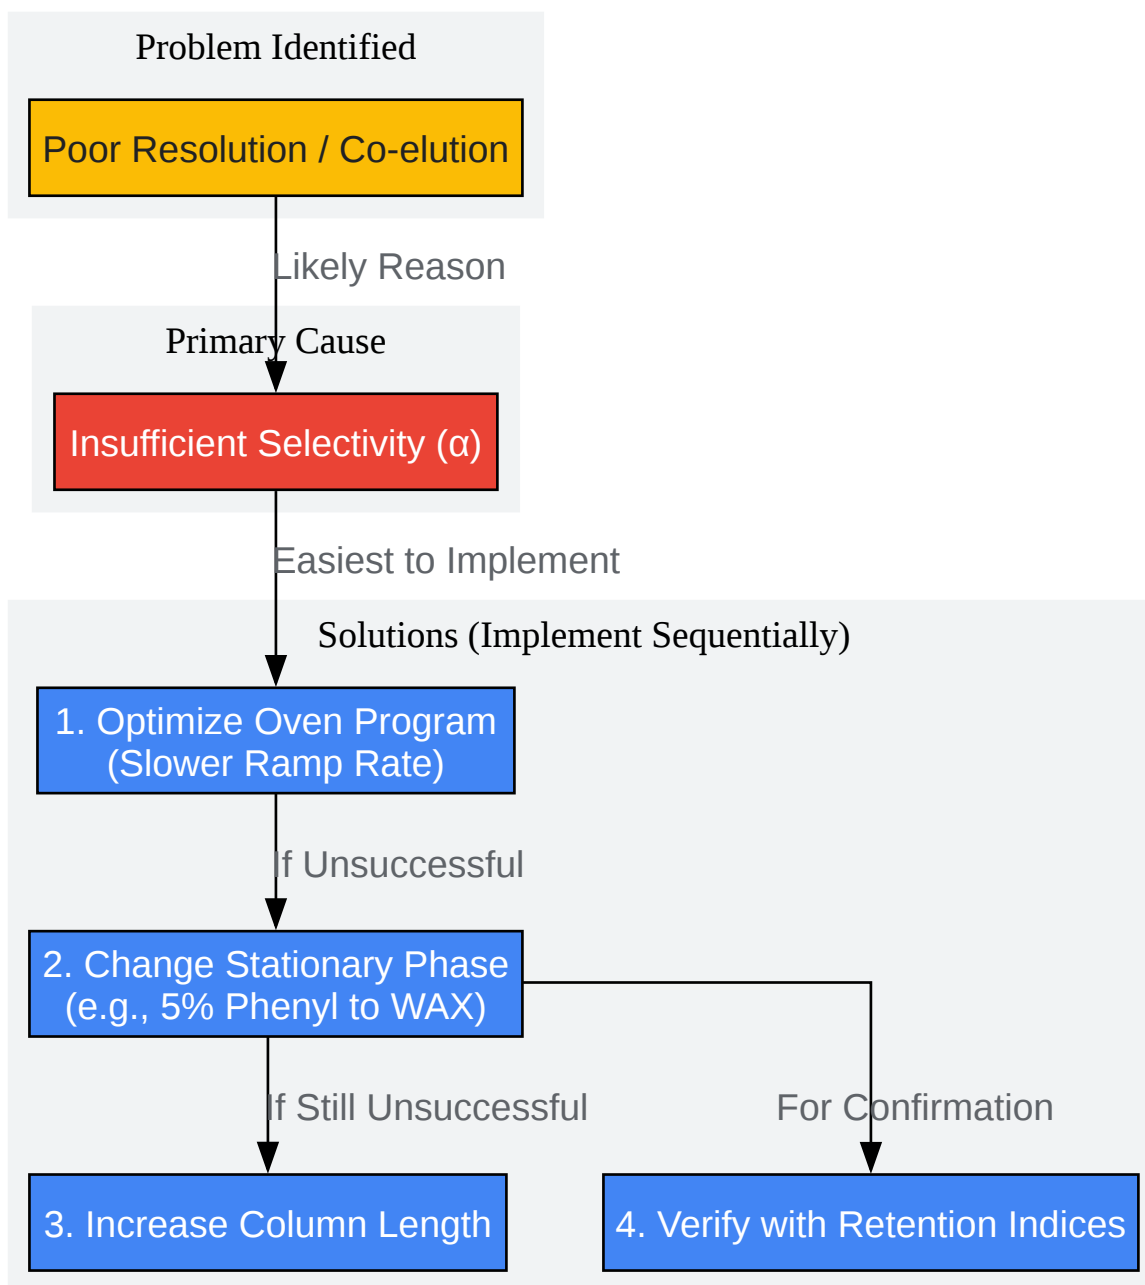 Problem Identified
Poor Resolution / Co-elution
Likely Reason
Primary Cause
Insufficient Selectivity (α)
Easiest to Implement
Solutions (Implement Sequentially)
1. Optimize Oven Program
(Slower Ramp Rate)
If Unsuccessful
2. Change Stationary Phase
(e.g., 5% Phenyl to WAX)
If Still Unsuccessful
For Confirmation
3. Increase Column Length
4. Verify with Retention Indices